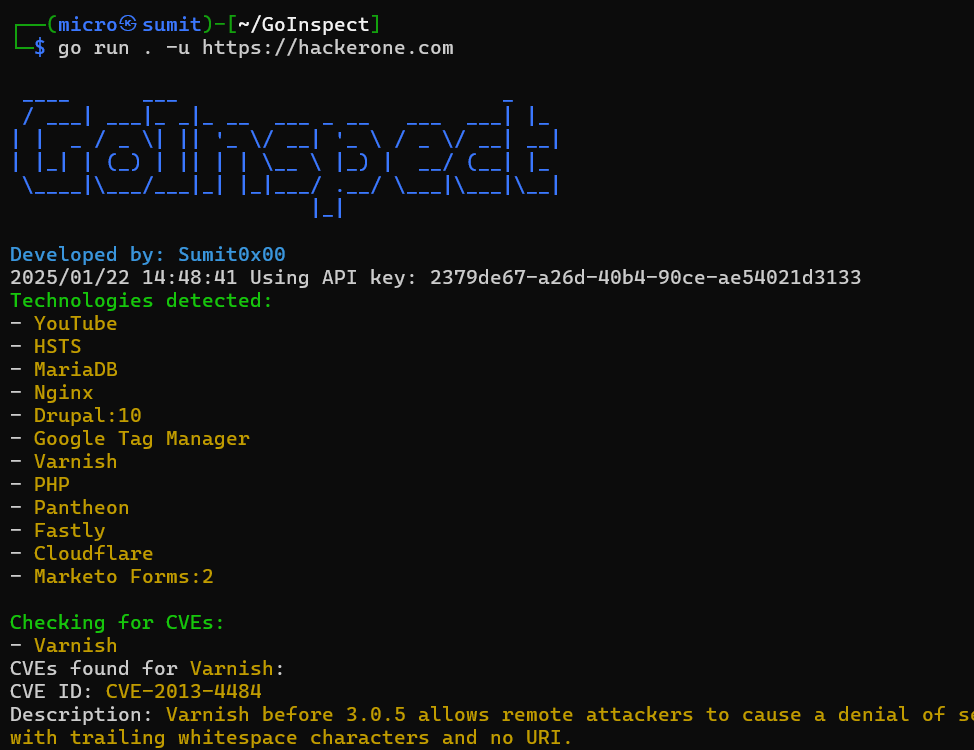 ┌──(micro㉿sumit)-[~/GoInspect]
└─$ go run . -u https://hackerone.com
GoInspect
Developed by: Sumit0x00
2025/01/22 14:48:41 Using API key: 2379de67-a26d-40b4-90ce-ae54021d3133
Technologies detected:
- YouTube
- HSTS
- MariaDB
- Nginx
- Drupal:10
- Google Tag Manager
- Varnish
- PHP
- Pantheon
- Fastly
- Cloudflare
- Marketo Forms:2
Checking for CVEs:
- Varnish
CVEs found for Varnish:
CVE ID: CVE-2013-4484
Description: Varnish before 3.0.5 allows remote attackers to cause a denial of
with trailing whitespace characters and no URI.